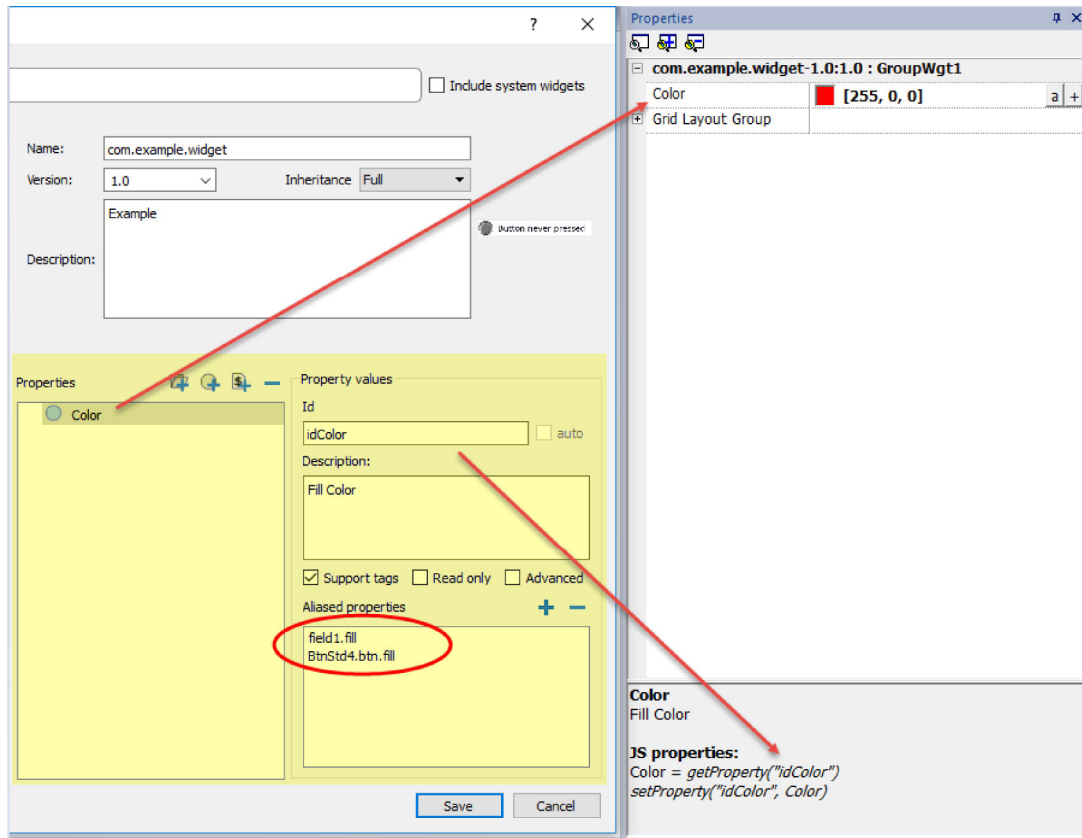 ?
Include system widgets
Name:
com.example.widget
Version:
1.0
Inheritance
Full
Description:
Example
Button never pressed
Properties
Color
Property values
Id
idColor
auto
Description:
Fill Color
Support tags
Read only
Advanced
Aliased properties
field1.fill
BtnStd4.btn.fill
Save
Cancel
Properties
com.example.widget-1.0:1.0 : GroupWgt1
Color
[255, 0, 0]
a
+
Grid Layout Group
Color
Fill Color
JS properties:
Color = getProperty("idColor")
setProperty("idColor", Color)